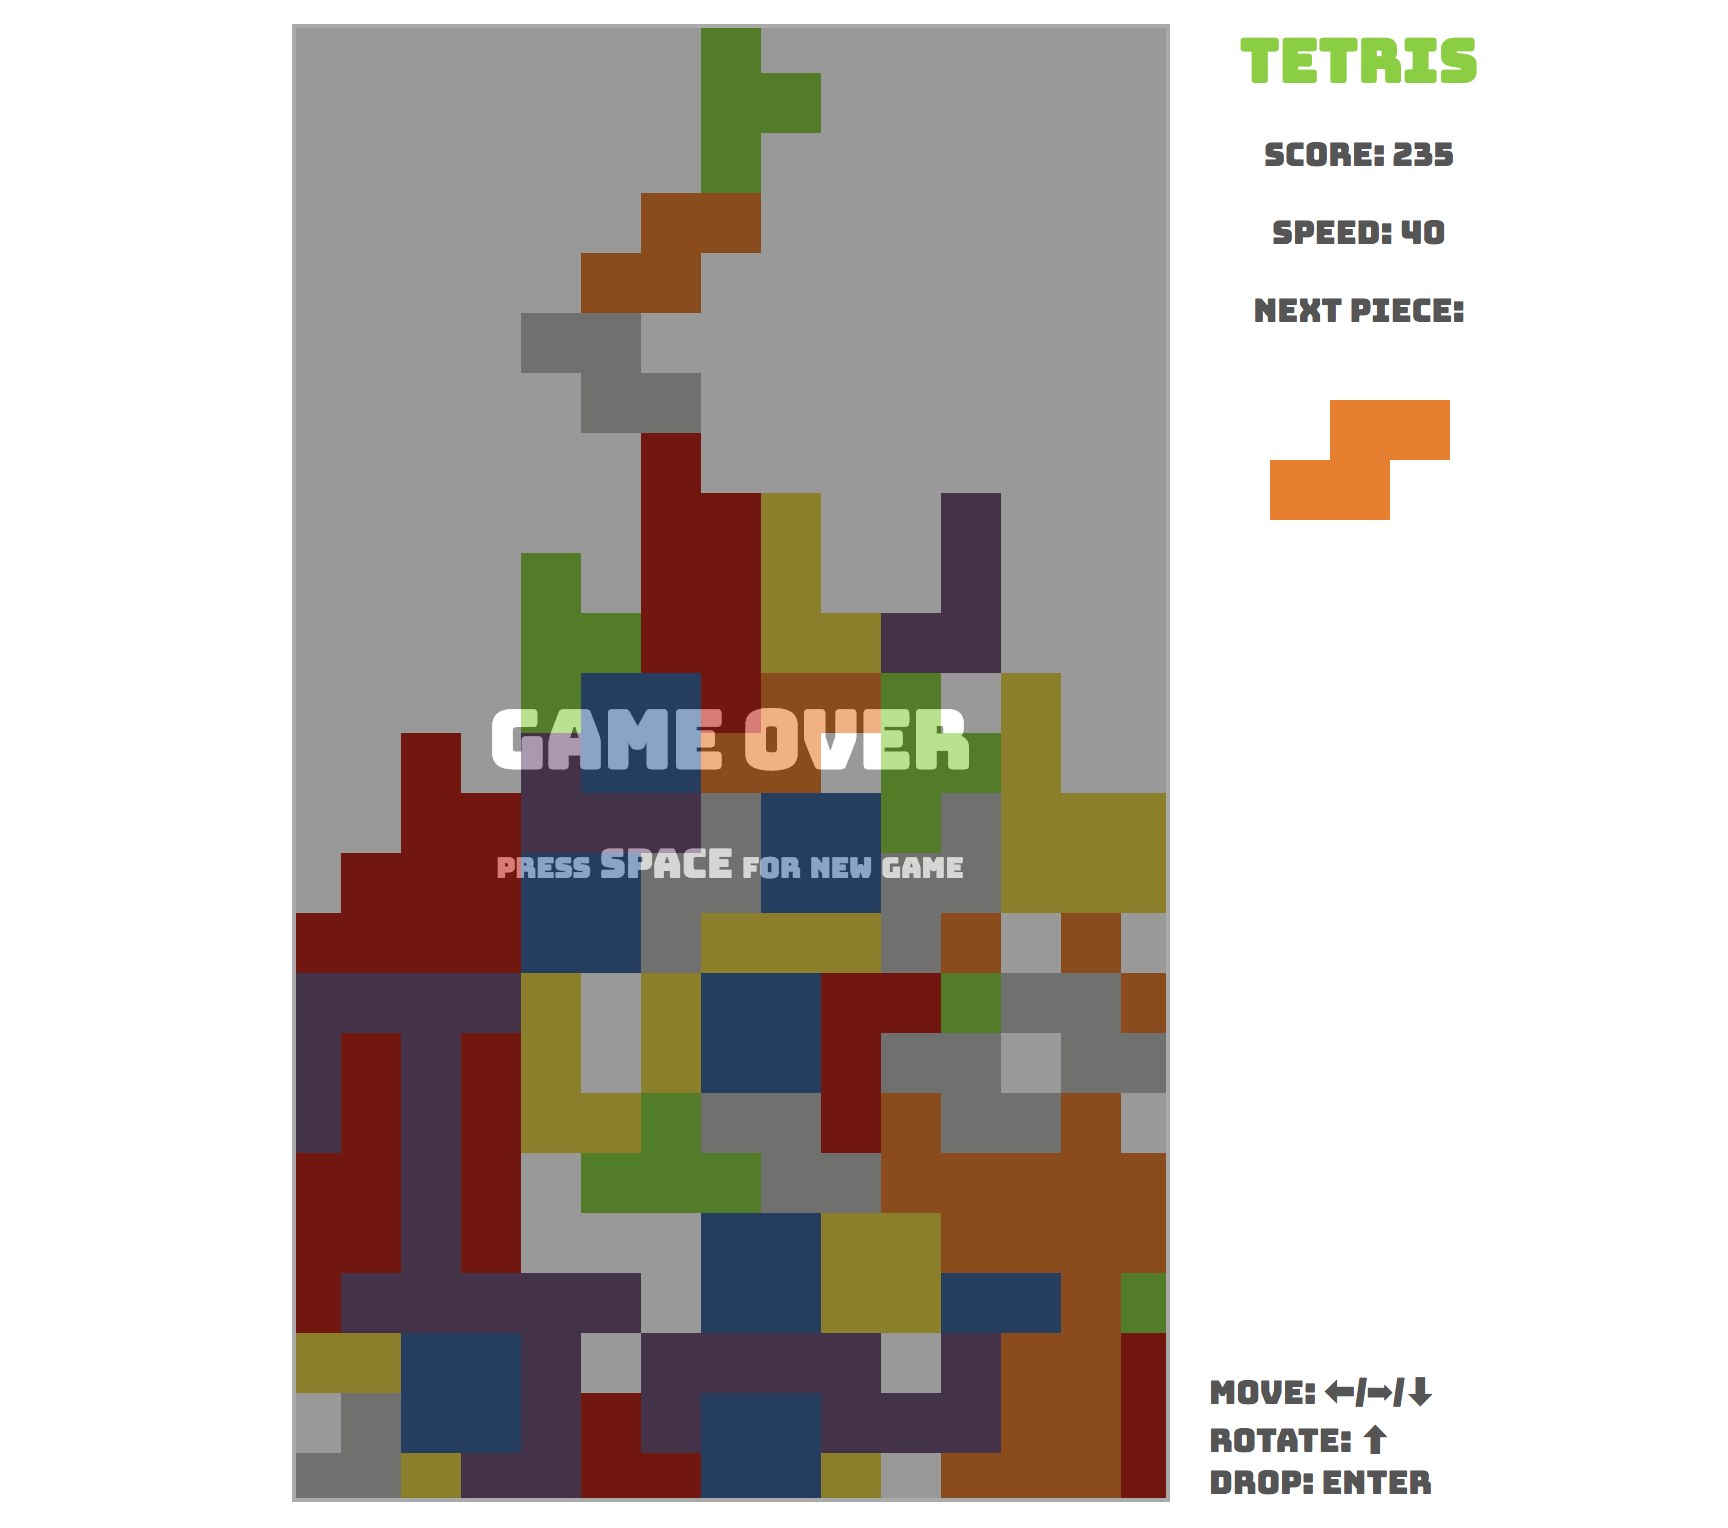 TETRIS
SCORE: 235
SPEED: 40
NEXT PIECE:
GAME OVER
PRESS SPACE FOR NEW GAME
MOVE: ←/→/↓
ROTATE: ↑
DROP: ENTER